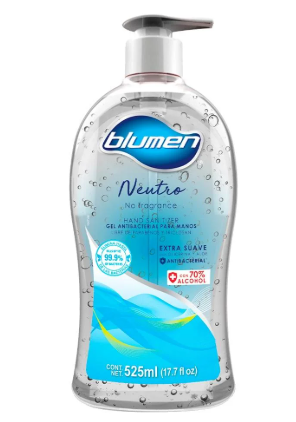 blumen
Neutro
No fragrance
HAND SANITIZER
GEL ANTIBACTERIAL PARA MANOS
EXTRA SUAVE
ANTIBACTERIAL
99.9%
CON 70%
ALCOHOL
CONT.
NET. 525ml (17.7 fl oz)